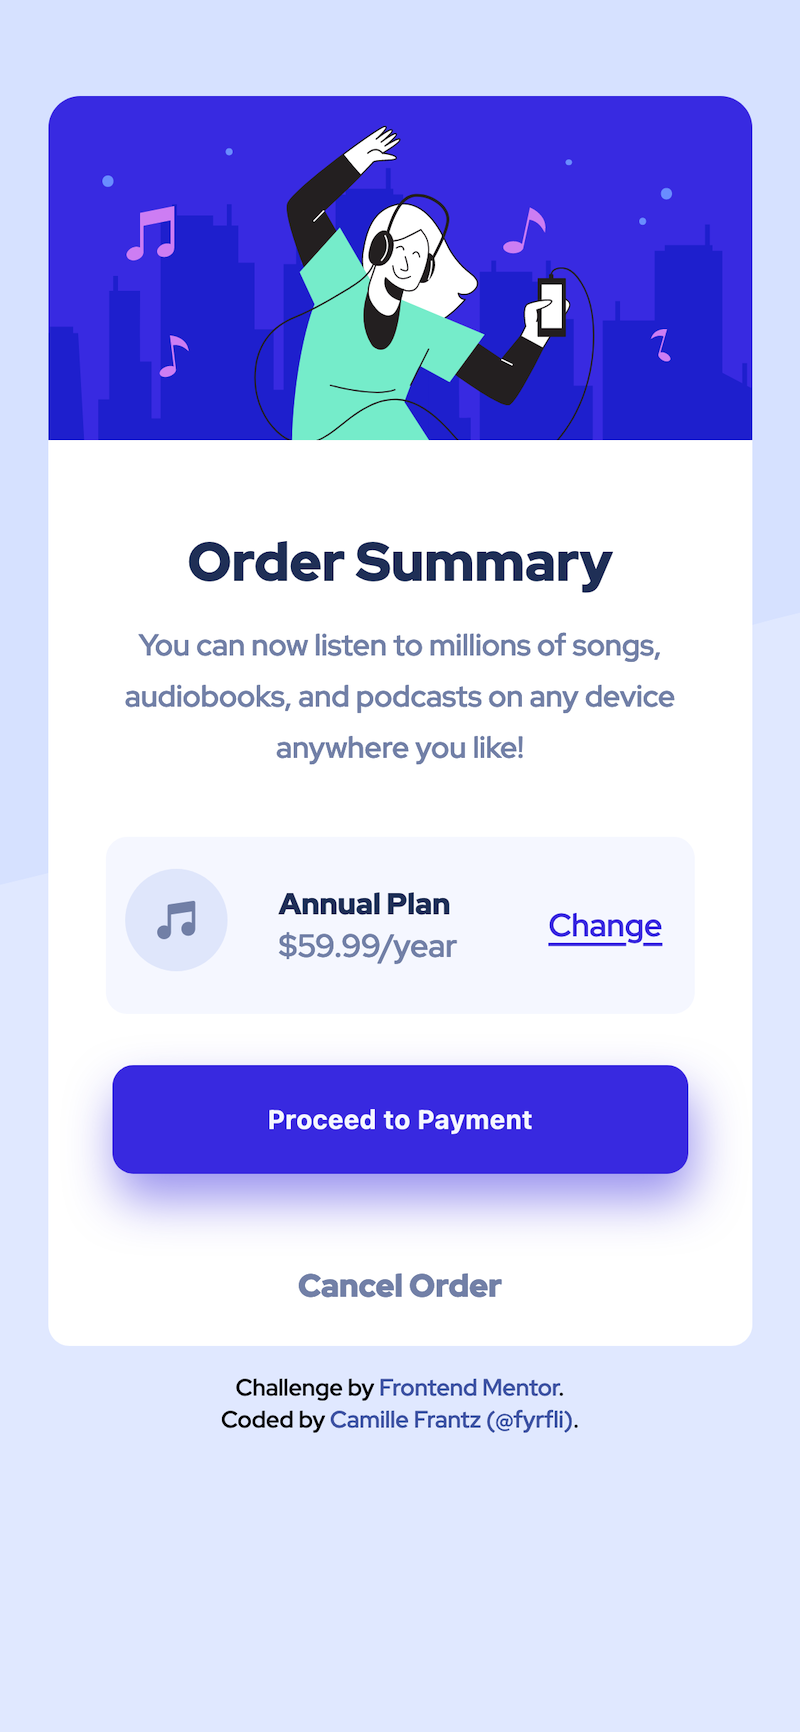 Order Summary
You can now listen to millions of songs,
audiobooks, and podcasts on any device
anywhere you like!
Annual Plan
$59.99/year
Change
Proceed to Payment
Cancel Order
Challenge by Frontend Mentor.
Coded by Camille Frantz (@fyrfli).